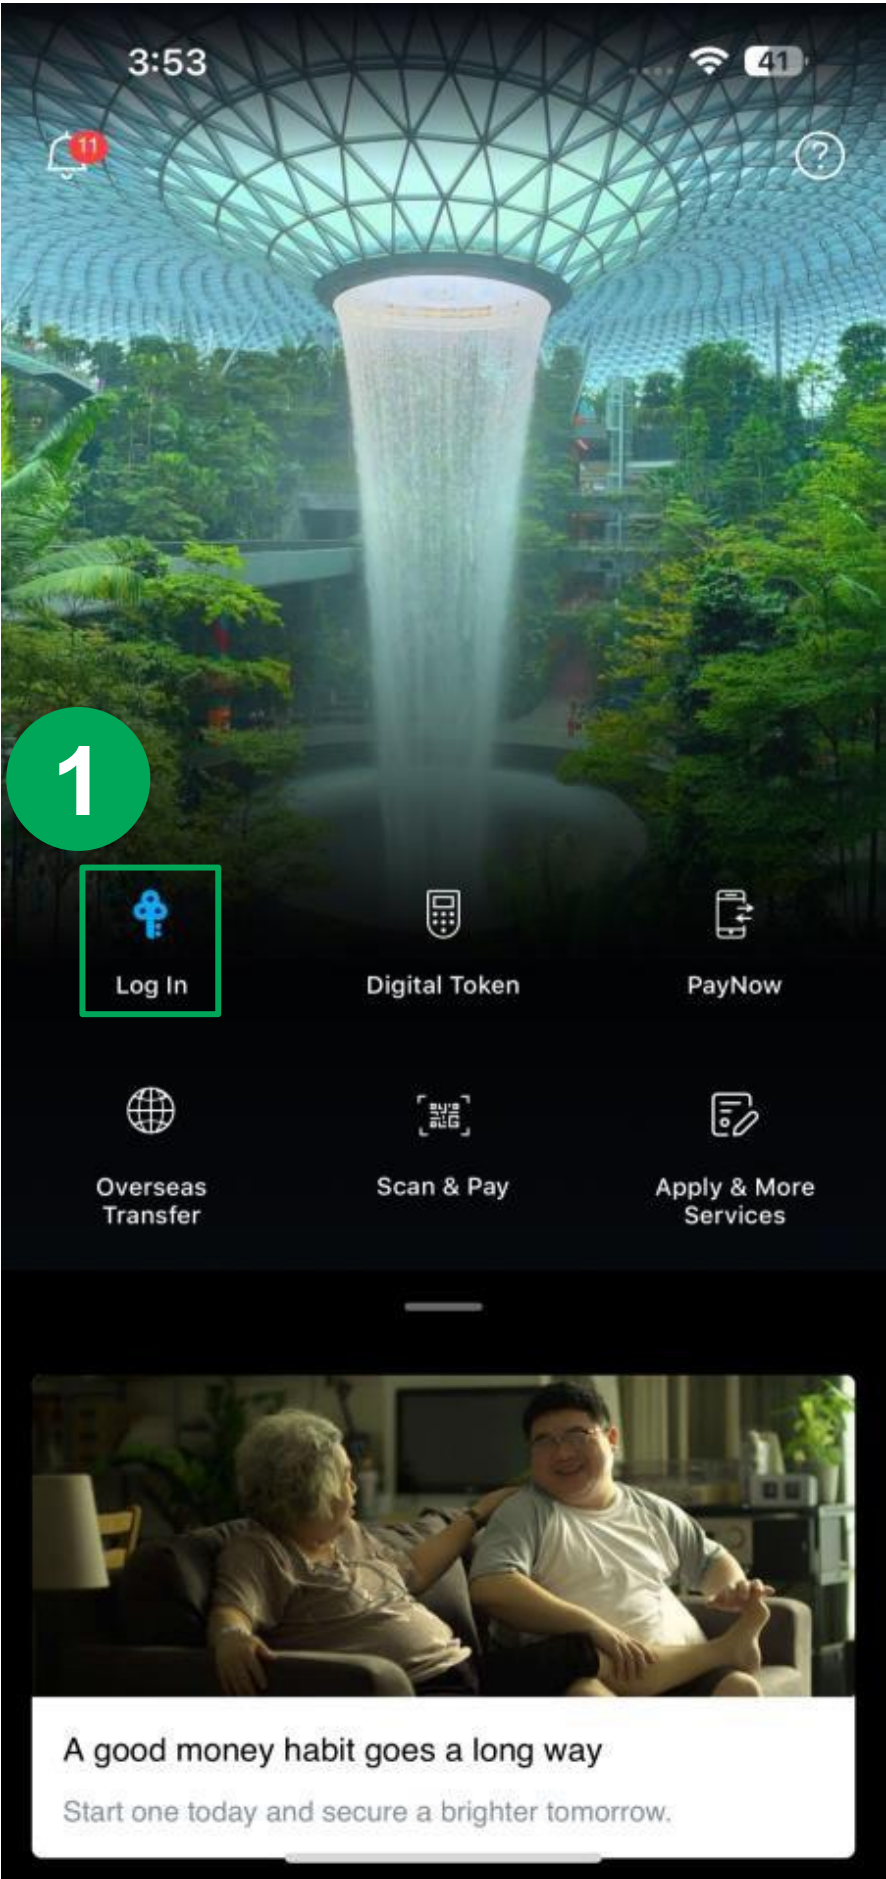 3:53
41
11
?
1
Log In
Digital Token
PayNow
Overseas
Transfer
Scan & Pay
Apply & More
Services
A good money habit goes a long way
Start one today and secure a brighter tomorrow.